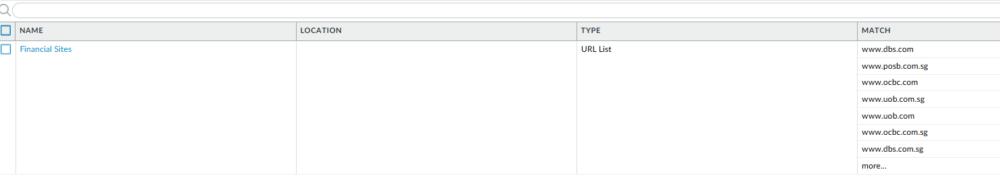 NAME LOCATION TYPE MATCH
Financial Sites URL List www.dbs.com
www.posb.com.sg
www.ocbc.com
www.uob.com.sg
www.uob.com
www.ocbc.com.sg
www.dbs.com.sg
more...